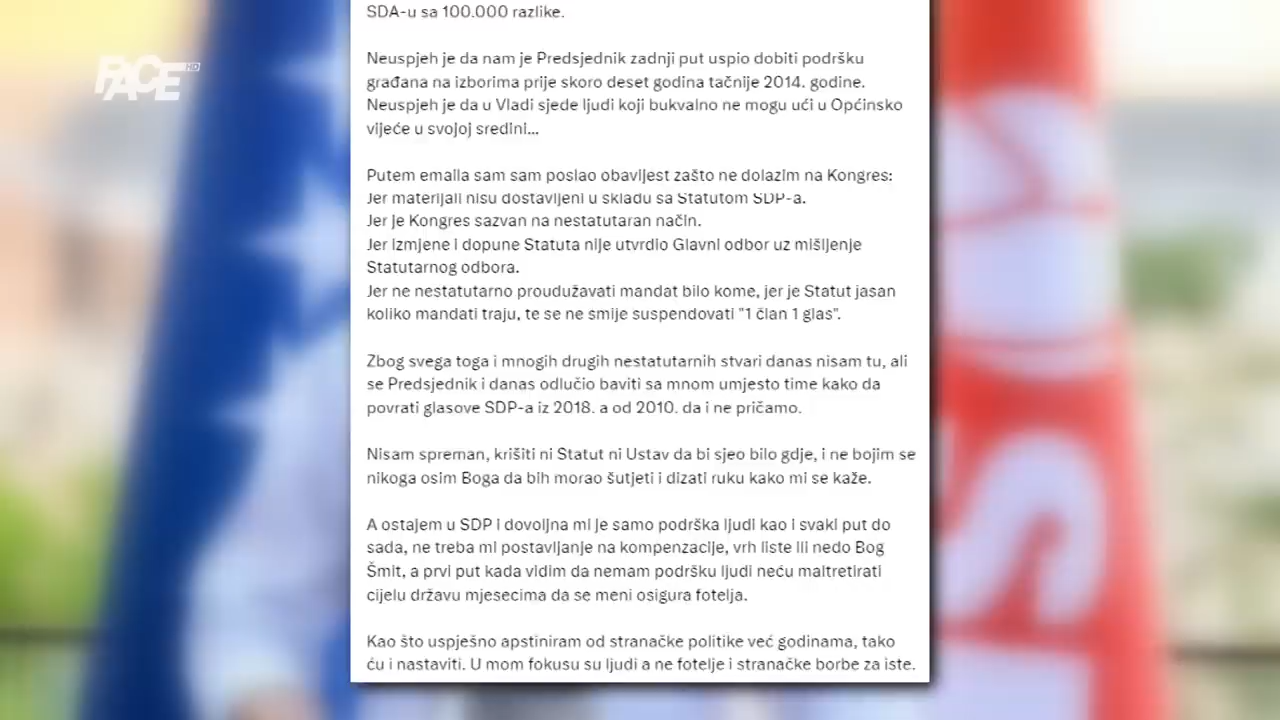 FACE HD
SDA-u sa 100.000 razlike.
Neuspjeh je da nam je Predsjednik zadnji put uspio dobiti podršku
građana na izborima prije skoro deset godina tačnije 2014. godine.
Neuspjeh je da u Vladi sjede ljudi koji bukvalno ne mogu ući u Općinsko
vijeće u svojoj sredini...
Putem emaila sam sam poslao obavijest zašto ne dolazim na Kongres:
Jer materijali nisu dostavljeni u skladu sa Statutom SDP-a.
Jer je Kongres sazvan na nestatutaran način.
Jer izmjene i dopune Statuta nije utvrdio Glavni odbor uz mišljenje
Statutarnog odbora.
Jer ne nestatutarno proudužavati mandat bilo kome, jer je Statut jasan
koliko mandati traju, te se ne smije suspendovati "1 član 1 glas".
Zbog svega toga i mnogih drugih nestatutarnih stvari danas nisam tu, ali
se Predsjednik i danas odlučio baviti sa mnom umjesto time kako da
povrati glasove SDP-a iz 2018. a od 2010. da i ne pričamo.
Nisam spreman, krišiti ni Statut ni Ustav da bi sjeo bilo gdje, i ne bojim se
nikoga osim Boga da bih morao šutjeti i dizati ruku kako mi se kaže.
A ostajem u SDP i dovoljna mi je samo podrška ljudi kao i svaki put do
sada, ne treba mi postavljanje na kompenzacije, vrh liste ili nedo Bog
Šmit, a prvi put kada vidim da nemam podršku ljudi neću maltretirati
cijelu državu mjesecima da se meni osigura fotelja.
Kao što uspješno apstiniram od stranačke politike već godinama, tako
ću i nastaviti. U mom fokusu su ljudi a ne fotelje i stranačke borbe za iste.
S